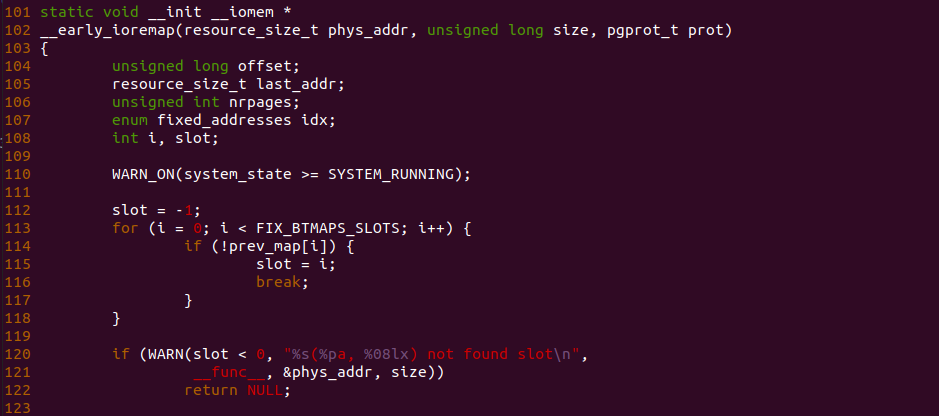 101 static void __init __iomem *
102 __early_ioremap(resource_size_t phys_addr, unsigned long size, pgprot_t prot)
103 {
104         unsigned long offset;
105         resource_size_t last_addr;
106         unsigned int nrpages;
107         enum fixed_addresses idx;
108         int i, slot;
109
110         WARN_ON(system_state >= SYSTEM_RUNNING);
111
112         slot = -1;
113         for (i = 0; i < FIX_BTMAPS_SLOTS; i++) {
114                 if (!prev_map[i]) {
115                         slot = i;
116                         break;
117                 }
118         }
119
120         if (WARN(slot < 0, "%s(%pa, %08lx) not found slot\n",
121                  __func__, &phys_addr, size))
122                 return NULL;
123